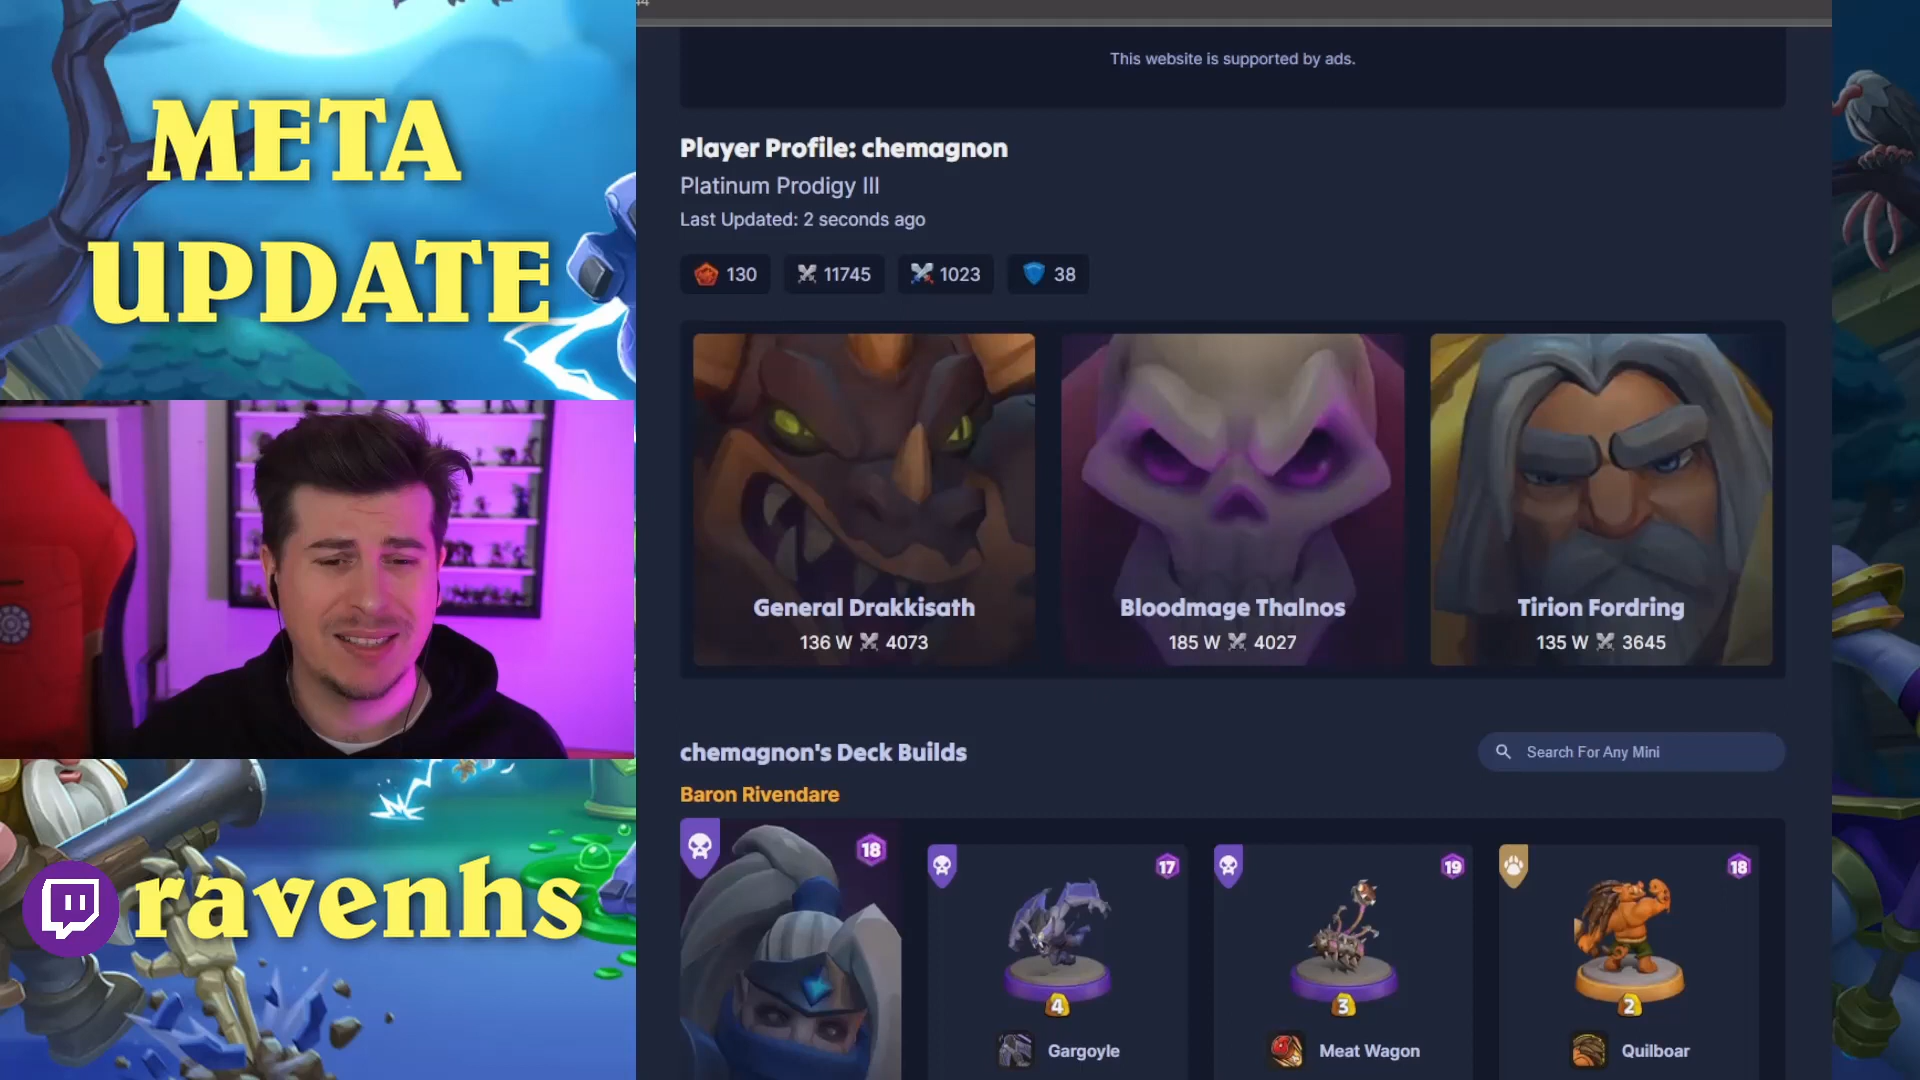 META
UPDATE
ravenhs
This website is supported by ads.
Player Profile: chemagnon
Platinum Prodigy III
Last Updated: 2 seconds ago
130 11745 1023 38
General Drakkisath
136 W 4073
Bloodmage Thalnos
185 W 4027
Tirion Fordring
135 W 3645
chemagnon's Deck Builds
Search For Any Mini
Baron Rivendare
18
17
4
Gargoyle
19
3
Meat Wagon
18
2
Quilboar